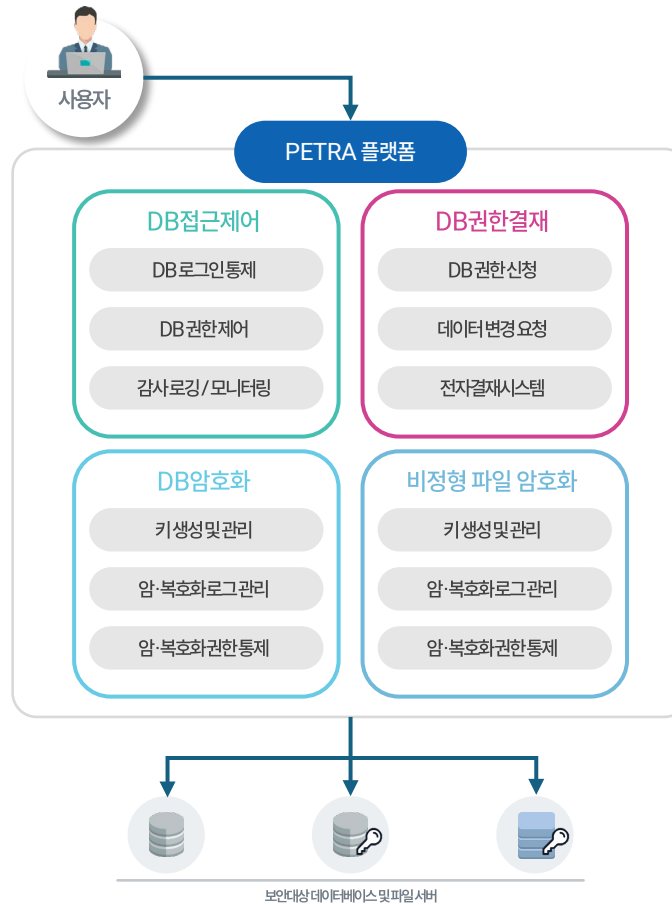 사용자
PETRA 플랫폼
DB접근제어
DB 로그인 통제
DB 권한 제어
감사 로깅 / 모니터링
DB권한결재
DB 권한 신청
데이터 변경 요청
전자결재시스템
DB암호화
키 생성 및 관리
암·복호화로그 관리
암·복호화권한 통제
비정형 파일 암호화
키 생성 및 관리
암·복호화로그 관리
암·복호화권한 통제
보안대상 데이터베이스 및 파일 서버